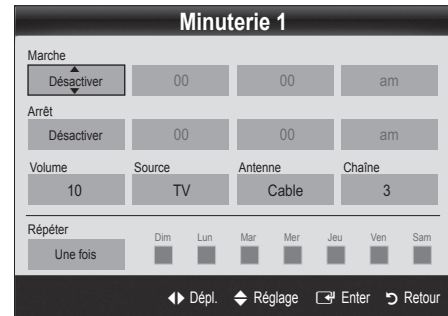 Minuterie 1
Marche
Désactiver 00 00 am
Arrêt
Désactiver 00 00 am
Volume Source Antenne Chaîne
10 TV Cable 3
Répéter Dim Lun Mar Mer Jeu Ven Sam
Une fois
Dépl. Réglage Enter Retour